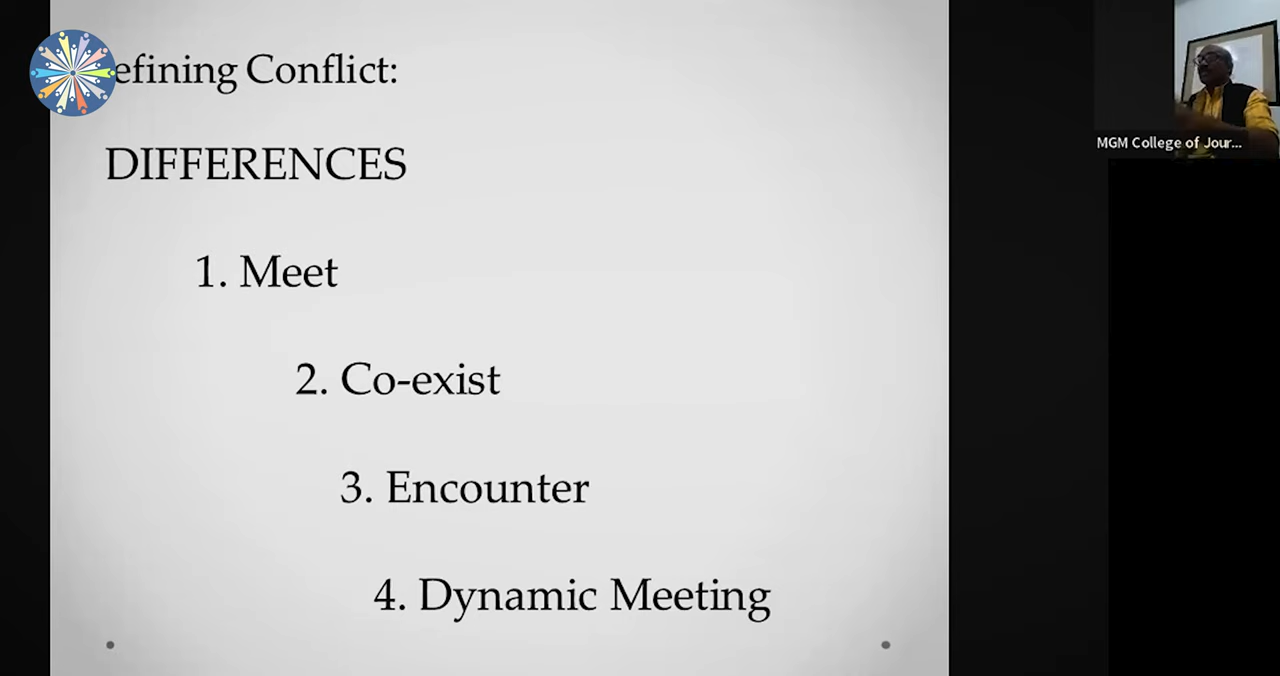 efining Conflict:
DIFFERENCES
1. Meet
2. Co-exist
3. Encounter
4. Dynamic Meeting
MGM College of Jour...